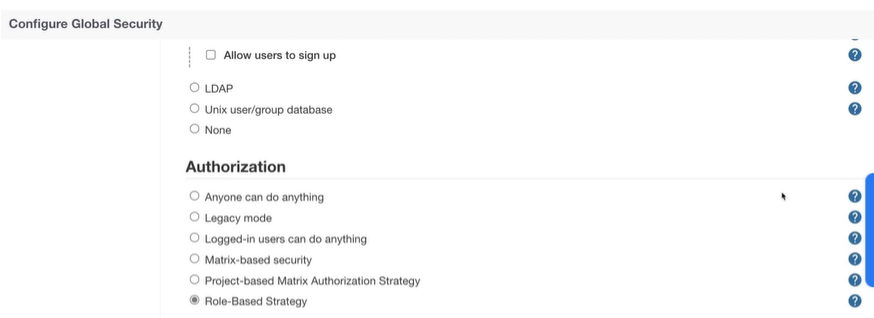 Configure Global Security
Allow users to sign up
?
LDAP
?
Unix user/group database
?
None
Authorization
Anyone can do anything
?
Legacy mode
?
Logged-in users can do anything
?
Matrix-based security
?
Project-based Matrix Authorization Strategy
?
Role-Based Strategy
?